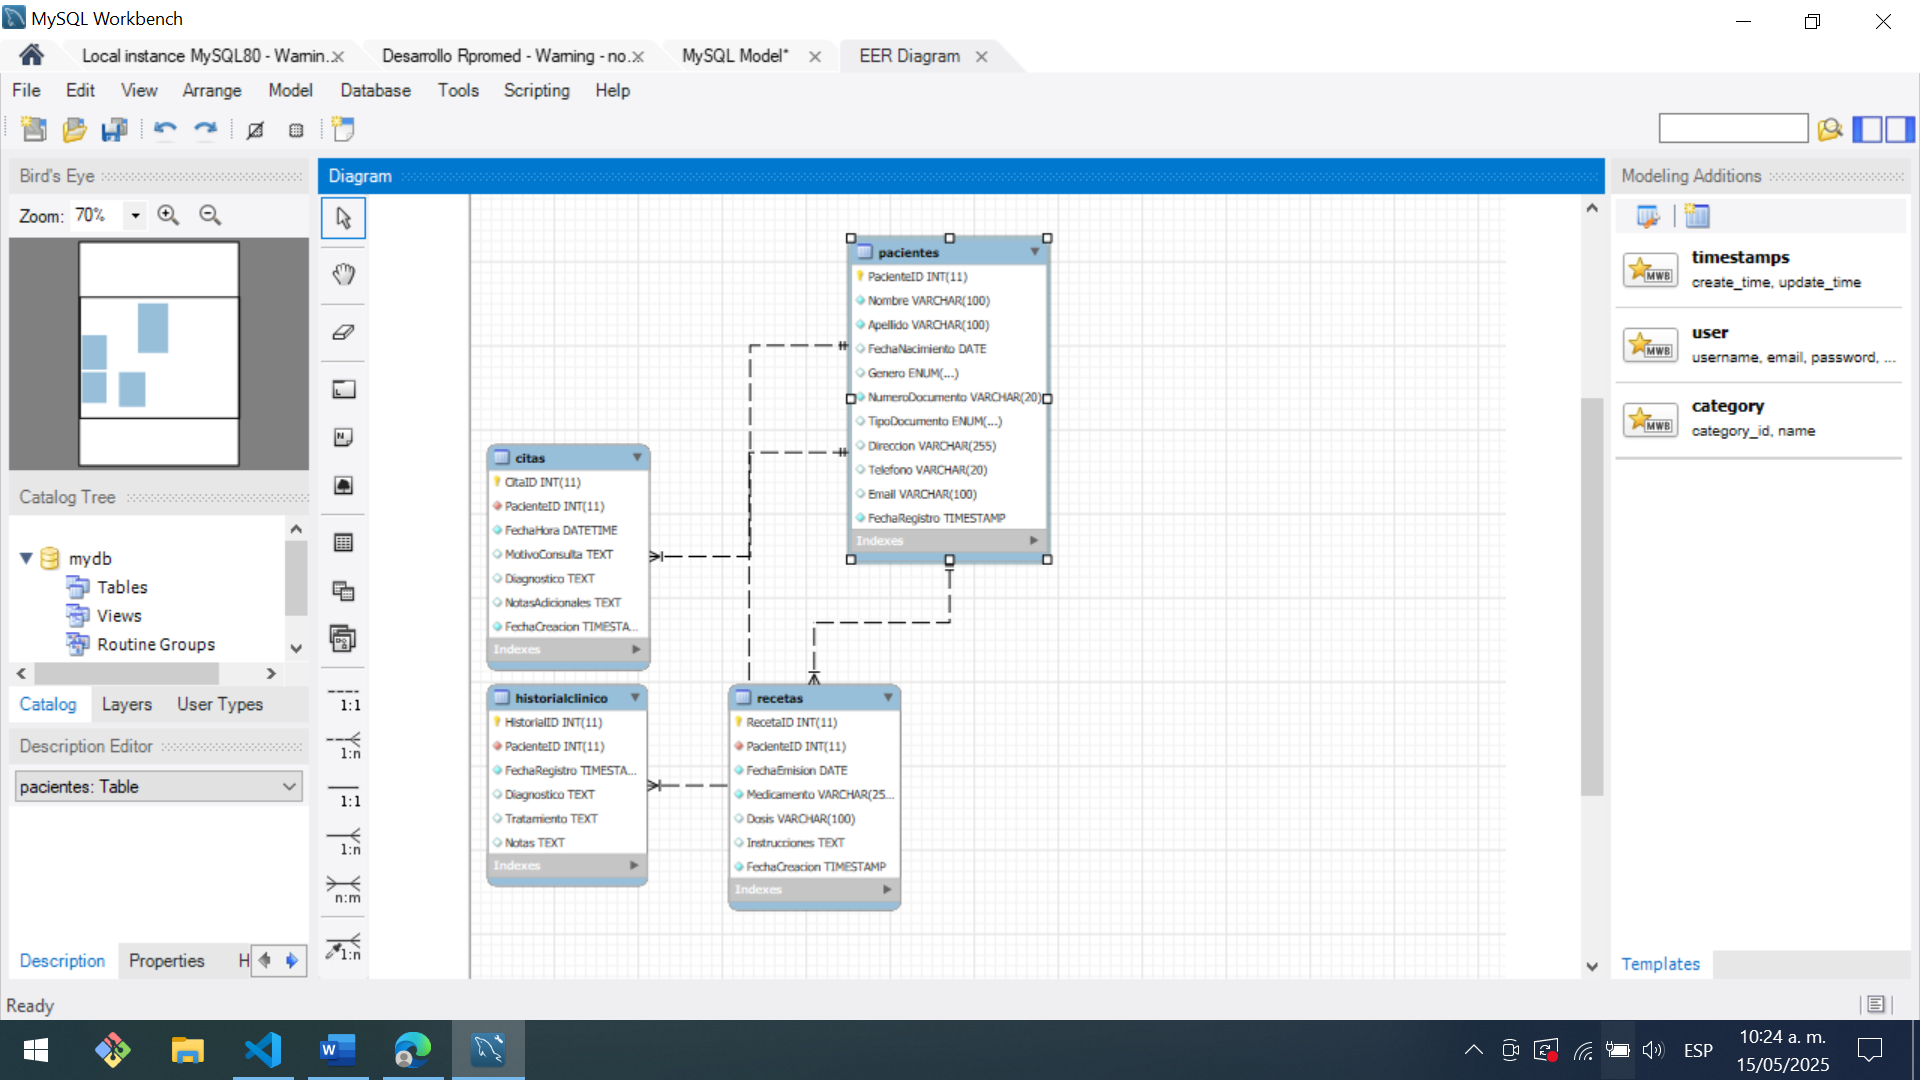 MySQL Workbench
Local instance MySQL80 - Warnin...
Desarrollo Rpromed - Warning - no...
MySQL Model*
EER Diagram
File Edit View Arrange Model Database Tools Scripting Help
Bird's Eye
Zoom: 70%
Catalog Tree
mydb
Tables
Views
Routine Groups
Catalog Layers User Types
Description Editor
pacientes: Table
Description Properties H
Ready
Diagram
1:1
1:n
1:1
1:n
n:m
1:n
pacientes
PacienteID INT(11)
Nombre VARCHAR(100)
Apellido VARCHAR(100)
FechaNacimiento DATE
Genero ENUM(...)
NumeroDocumento VARCHAR(20)
TipoDocumento ENUM(...)
Direccion VARCHAR(255)
Telefono VARCHAR(20)
Email VARCHAR(100)
FechaRegistro TIMESTAMP
Indexes
citas
CitaID INT(11)
PacienteID INT(11)
FechaHora DATETIME
MotivoConsulta TEXT
Diagnostico TEXT
NotasAdicionales TEXT
FechaCreacion TIMESTA...
Indexes
historialclinico
HistorialID INT(11)
PacienteID INT(11)
FechaRegistro TIMESTA...
Diagnostico TEXT
Tratamiento TEXT
Notas TEXT
Indexes
recetas
RecetaID INT(11)
PacienteID INT(11)
FechaEmision DATE
Medicamento VARCHAR(25...
Dosis VARCHAR(100)
Instrucciones TEXT
FechaCreacion TIMESTAMP
Indexes
Modeling Additions
MWB
timestamps
create_time, update_time
MWB
user
username, email, password, ...
MWB
category
category_id, name
Templates
W
ESP
10:24 a. m.
15/05/2025